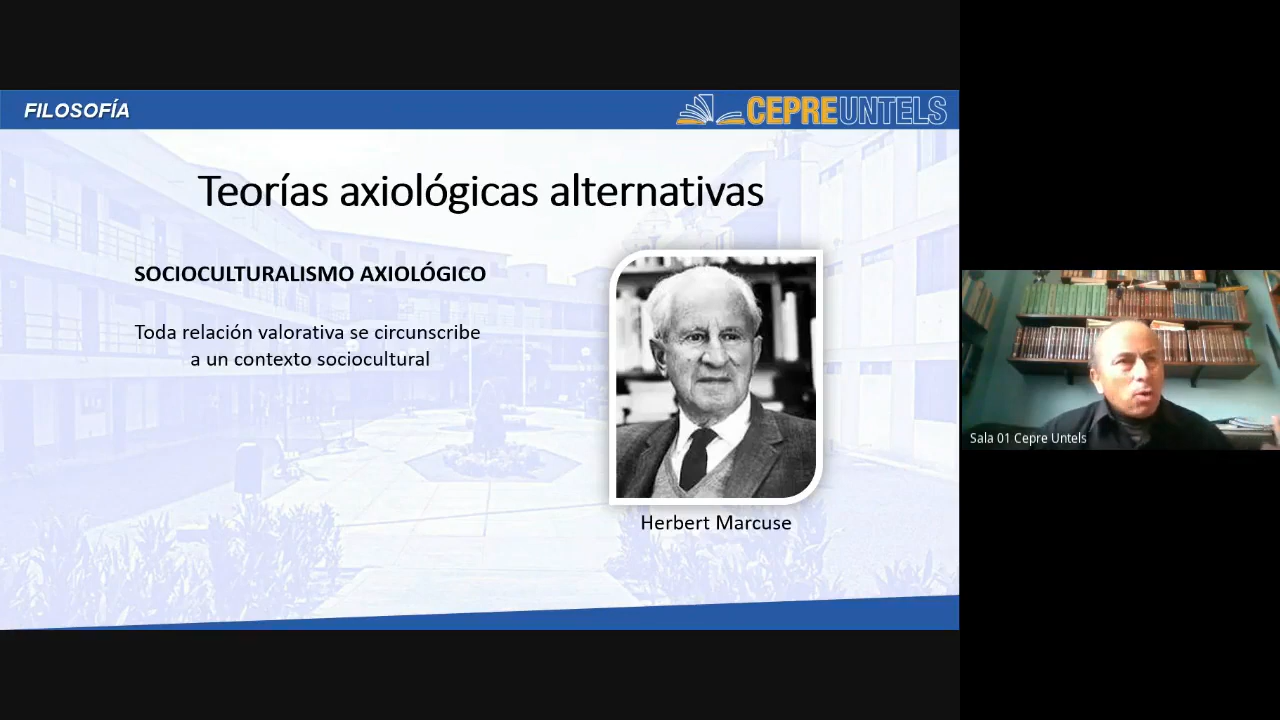 FILOSOFÍA
CEPREUNTELS
Teorías axiológicas alternativas
SOCIOCULTURALISMO AXIOLÓGICO
Toda relación valorativa se circunscribe
a un contexto sociocultural
Herbert Marcuse
Sala 01 Cepre Untels